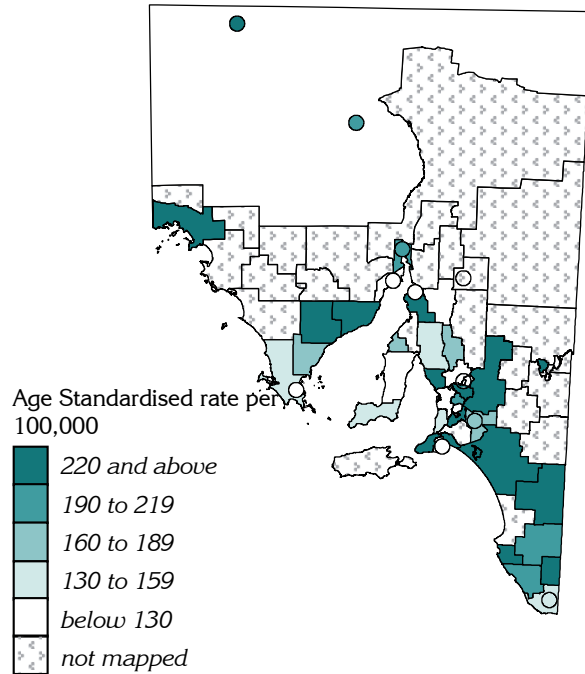 Age Standardised rate per
100,000
220 and above
190 to 219
160 to 189
130 to 159
below 130
not mapped